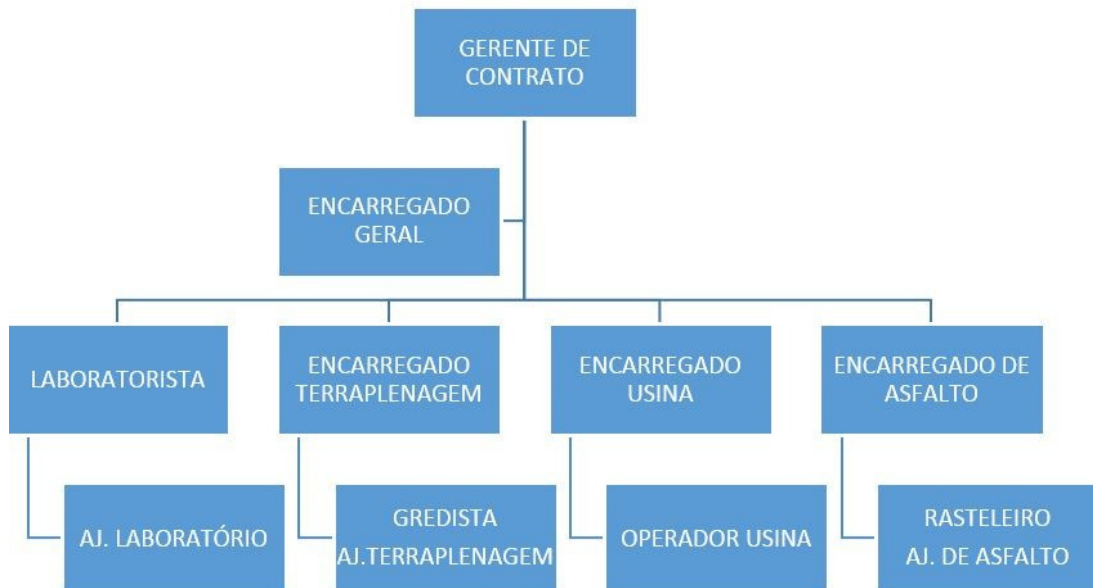 GERENTE DE
CONTRATO
ENCARREGADO
GERAL
LABORATORISTA
ENCARREGADO
TERRAPLENAGEM
ENCARREGADO
USINA
ENCARREGADO DE
ASFALTO
AJ. LABORATÓRIO
GREDISTA
AJ.TERRAPLENAGEM
OPERADOR USINA
RASTELEIRO
AJ. DE ASFALTO